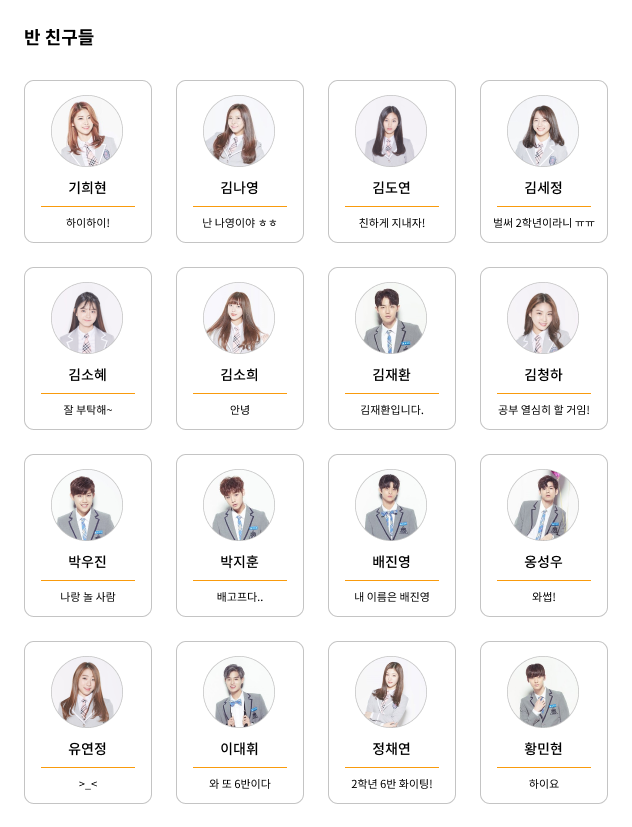 반 친구들
기희현
하이하이!
김나영
난 나영이야 ㅎㅎ
김도연
친하게 지내자!
김세정
벌써 2학년이라니 ㅠㅠ
김소혜
잘 부탁해~
김소희
안녕
김재환
김재환입니다.
김청하
공부 열심히 할 거임!
박우진
나랑 놀 사람
박지훈
배고프다..
배진영
내 이름은 배진영
옹성우
와썹!
유연정
>_<
이대휘
와 또 6반이다
정채연
2학년 6반 화이팅!
황민현
하이요